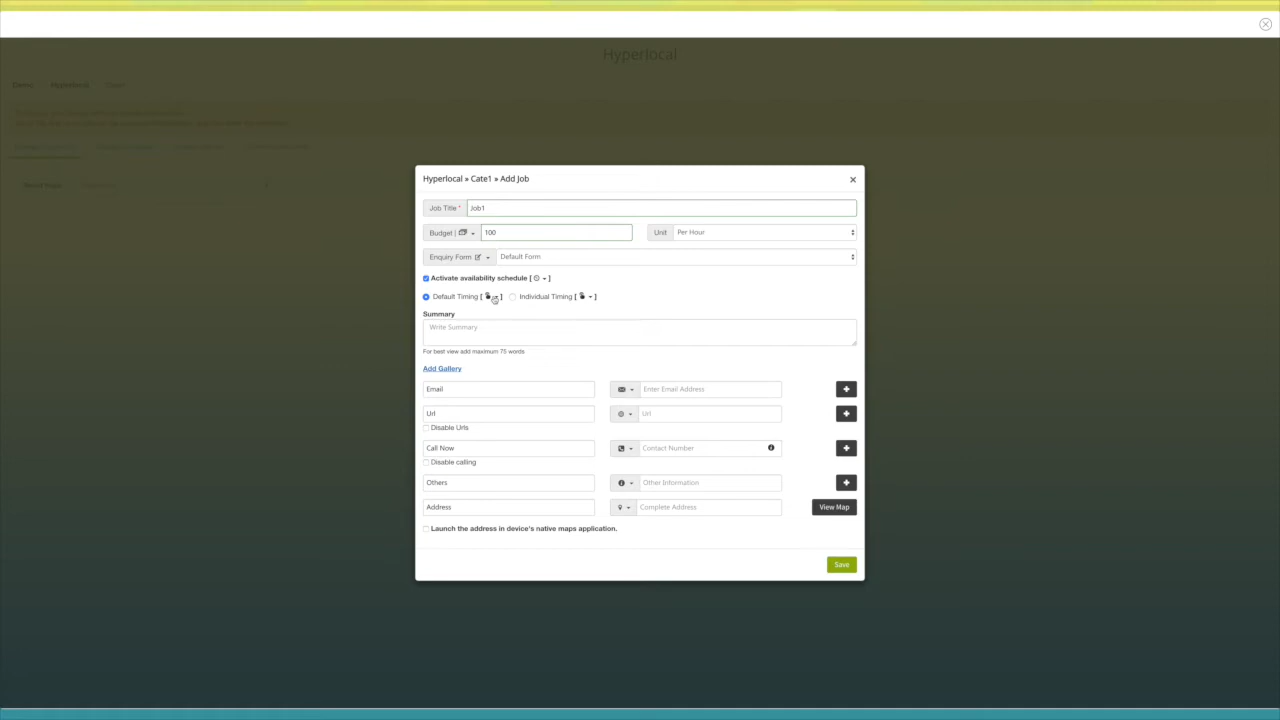 Hyperlocal
Demo Hyperlocal
Hyperlocal » Cate1 » Add Job ×
Job Title * Job1
Budget | 100 Unit Per Hour
Enquiry Form Default Form
Activate availability schedule [ ]
Default Timing [ ] Individual Timing [ ]
Summary
Write Summary
For best view add maximum 75 words
Add Gallery
Email Enter Email Address
Url Url
Disable Urls
Call Now Contact Number
Disable calling
Others Other Information
Address Complete Address View Map
Launch the address in device's native maps application.
Save